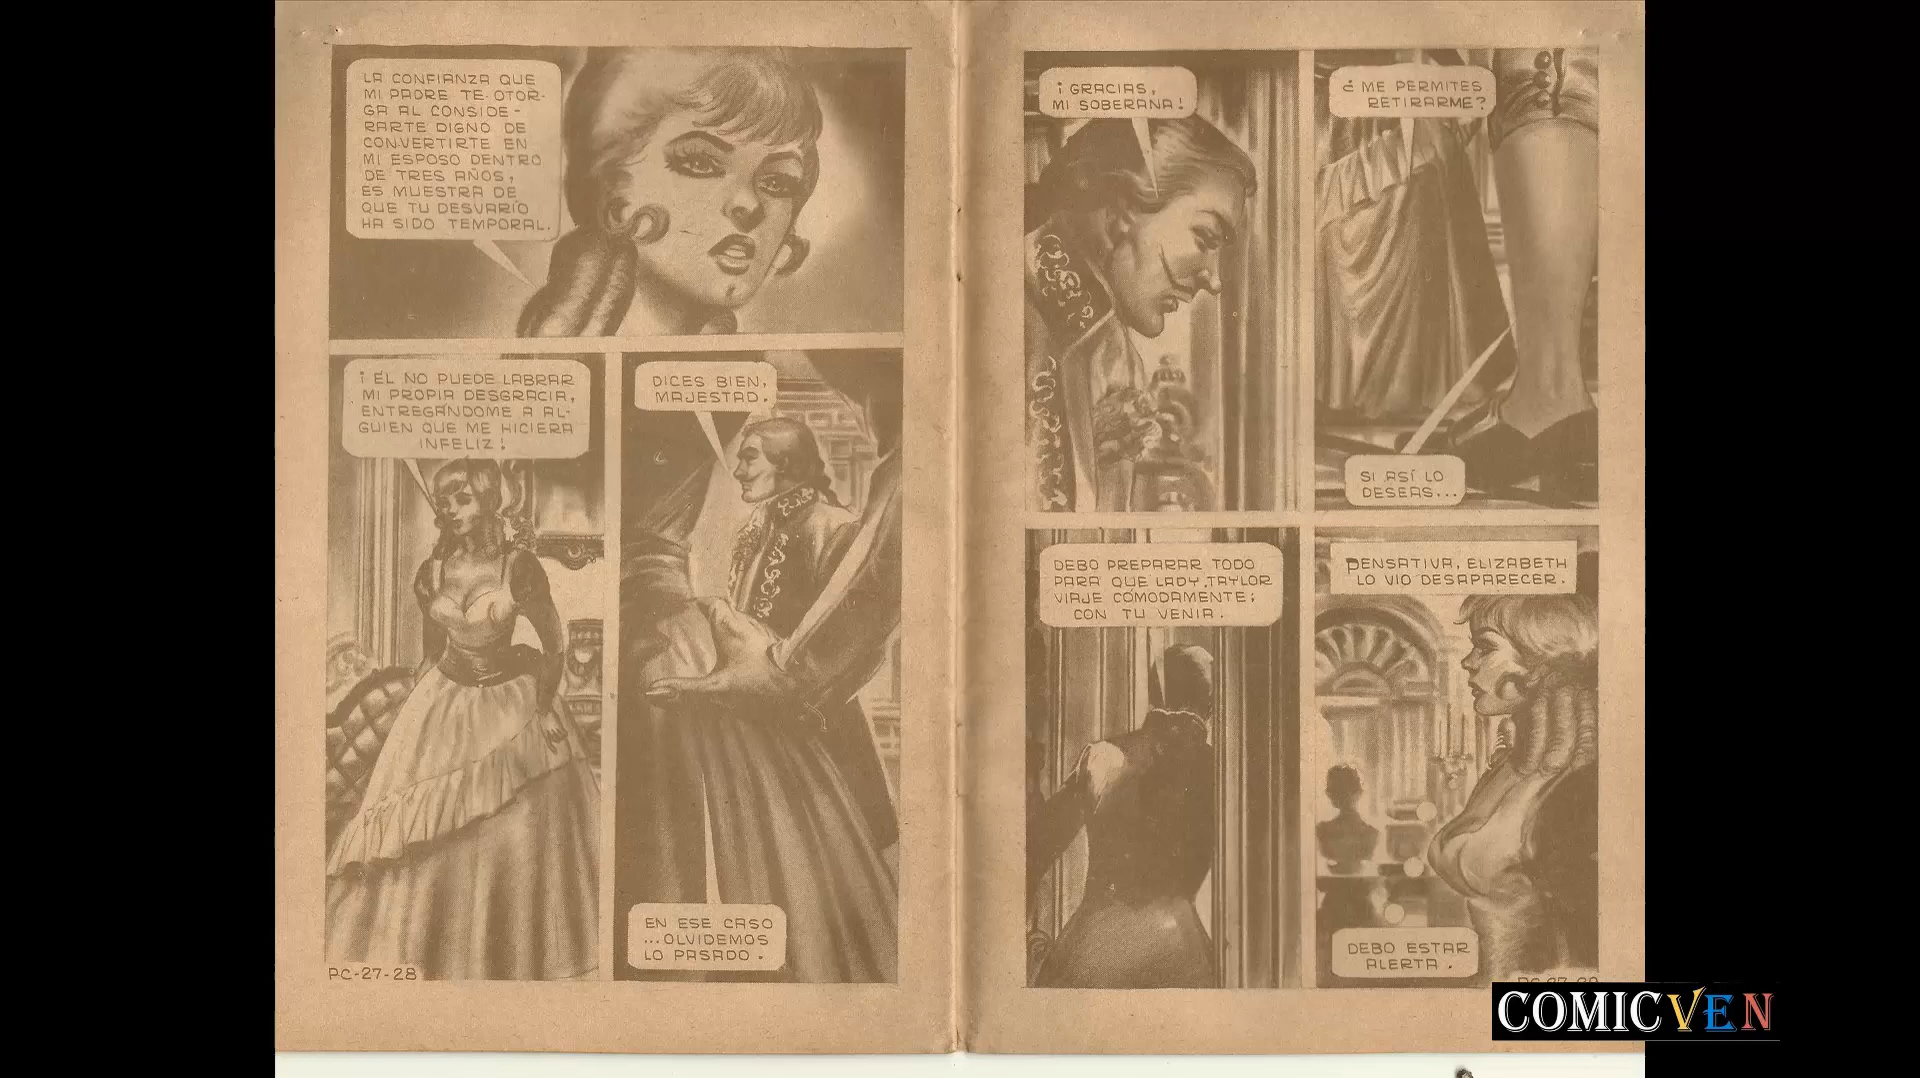 LA CONFIANZA QUE
MI PADRE TE OTOR-
GA AL CONSIDE-
RARTE DIGNO DE
CONVERTIRTE EN
MI ESPOSO DENTRO
DE TRES AÑOS,
ES MUESTRA DE
QUE TU DESVARÍO
HA SIDO TEMPORAL.
¡ÉL NO PUEDE LABRAR
MI PROPIA DESGRACIA,
ENTREGÁNDOME A AL-
GUIEN QUE ME HICIERA
INFELIZ!
DICES BIEN,
MAJESTAD.
EN ESE CASO
...OLVIDEMOS
LO PASADO.
PC-27-28
¡GRACIAS,
MI SOBERANA!
¿ME PERMITES
RETIRARME?
SI ASÍ LO
DESEAS...
DEBO PREPARAR TODO
PARA QUE LADY TAYLOR
VIAJE CÓMODAMENTE;
CON TU VENIA.
PENSATIVA, ELIZABETH
LO VIO DESAPARECER.
DEBO ESTAR
ALERTA.
COMICVEN